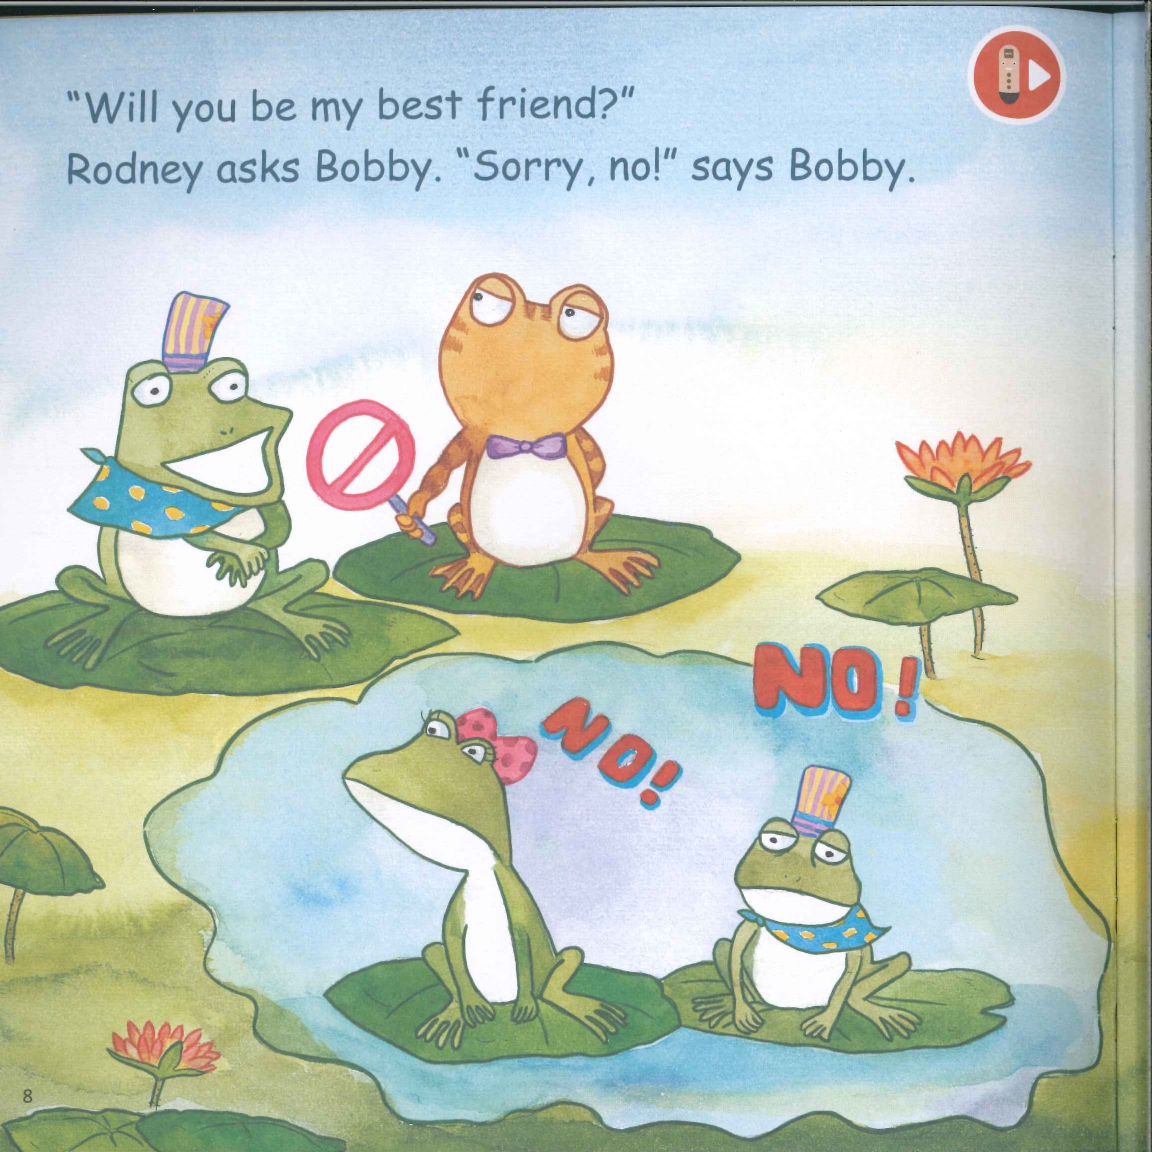 “Will you be my best friend?”
Rodney asks Bobby. “Sorry, no!” says Bobby.
NO!
NO!
8